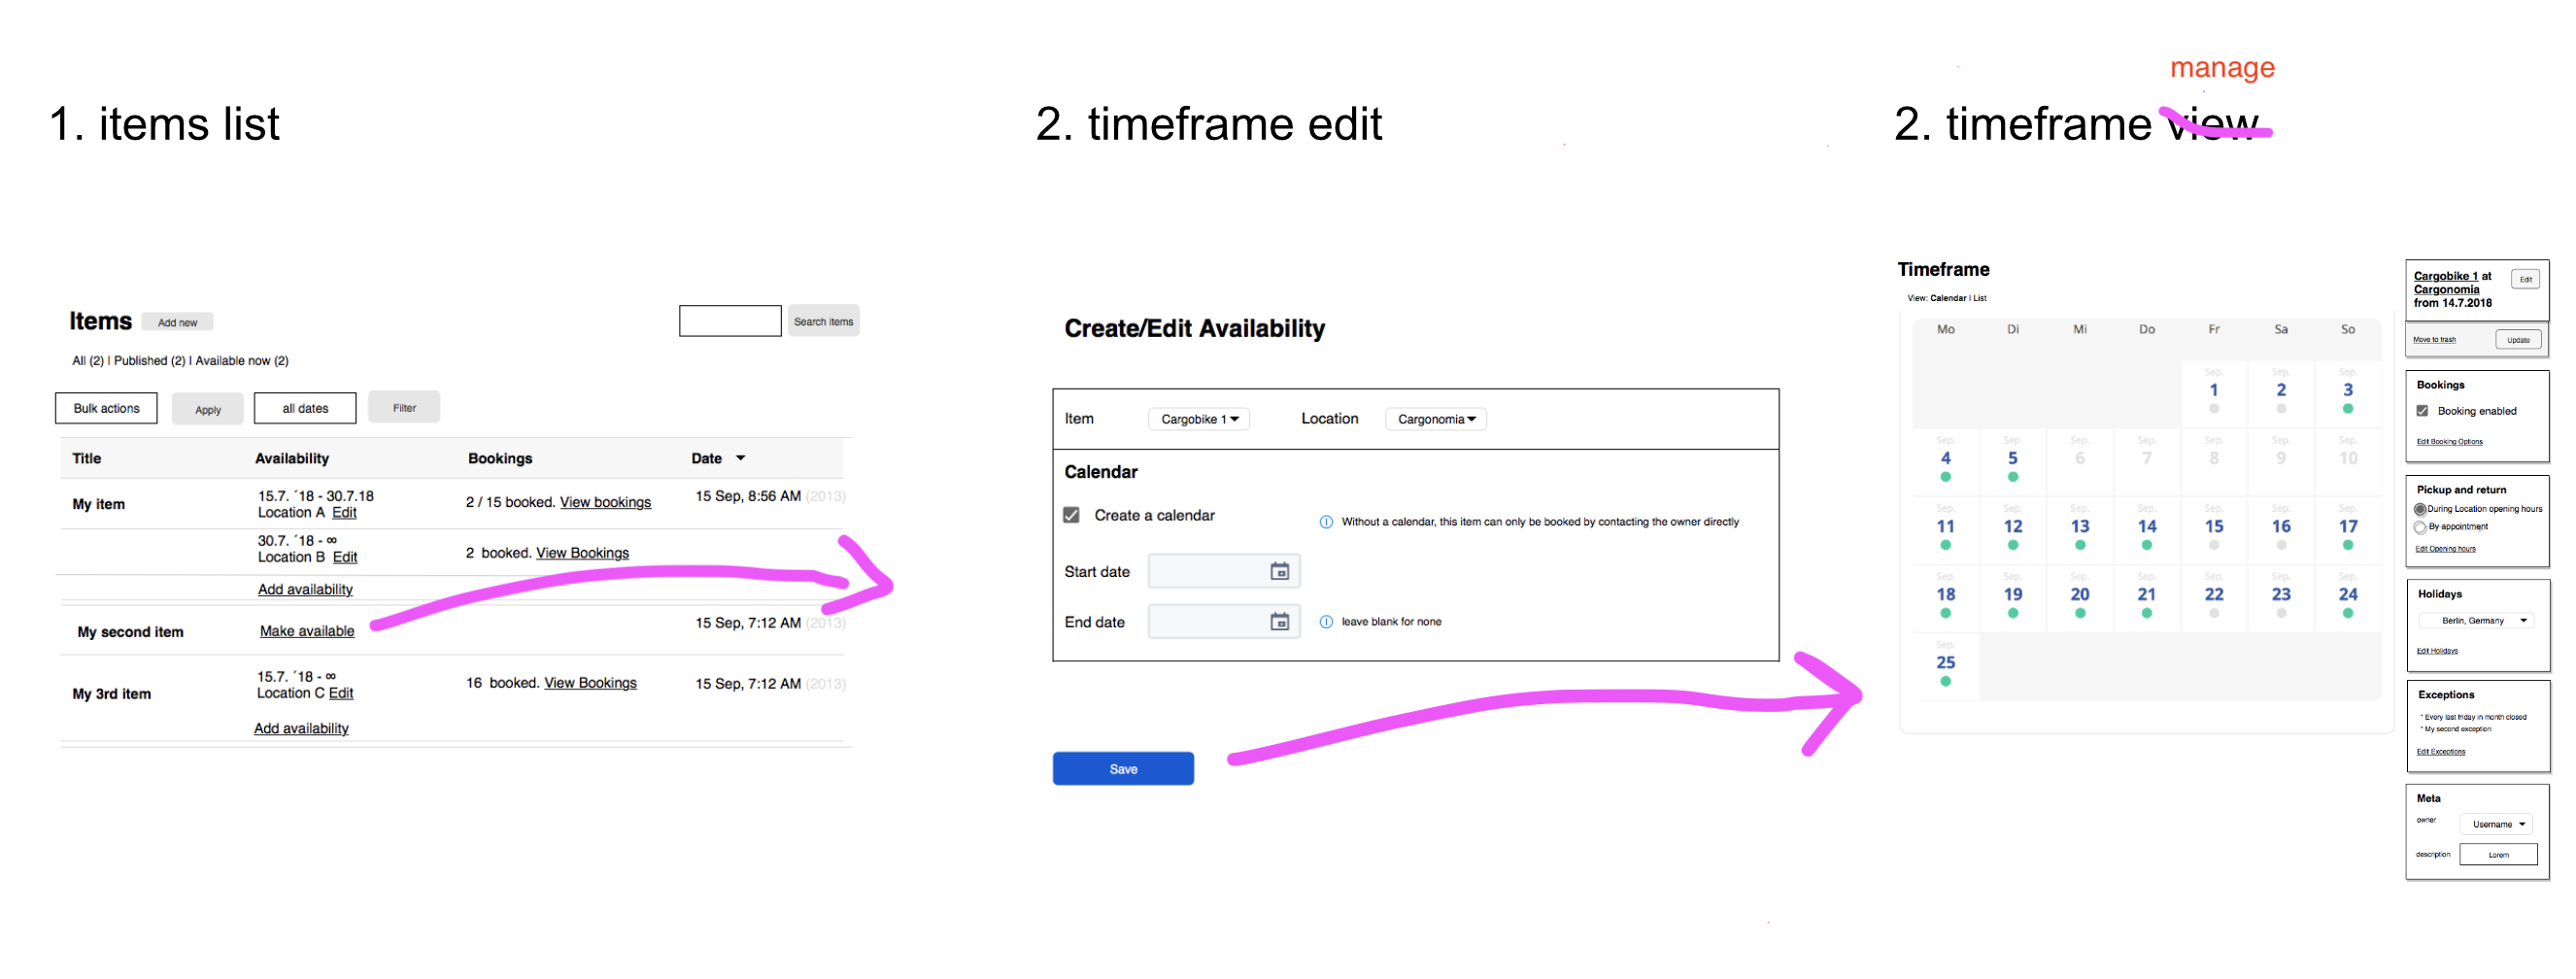 manage
1. items list
2. timeframe edit
2. timeframe view
Items
Add new
Search items
All (2) I Published (2) I Available now (2)
Bulk actions
Apply
all dates
Filter
Title Availability Bookings Date
My item
15.7. ´18 - 30.7.18
Location A Edit
2 / 15 booked. View bookings
15 Sep, 8:56 AM (2013)
30.7. ´18 - ∞
Location B Edit
2 booked. View Bookings
Add availability
My second item
Make available
15 Sep, 7:12 AM (2013)
My 3rd item
15.7. ´18 - ∞
Location C Edit
16 booked. View Bookings
15 Sep, 7:12 AM (2013)
Add availability
Create/Edit Availability
Item Cargobike 1 Location Cargonomia
Calendar
Create a calendar
Without a calendar, this item can only be booked by contacting the owner directly
Start date
End date
leave blank for none
Save
Timeframe
View: Calendar I List
Mo Di Mi Do Fr Sa So
Sep. Sep. Sep.
1 2 3
Sep. Sep. Sep. Sep. Sep. Sep. Sep.
4 5 6 7 8 9 10
Sep. Sep. Sep. Sep. Sep. Sep. Sep.
11 12 13 14 15 16 17
Sep. Sep. Sep. Sep. Sep. Sep. Sep.
18 19 20 21 22 23 24
Sep.
25
Cargobike 1 at
Cargonomia
from 14.7.2018
Edit
Move to trash
Update
Bookings
Booking enabled
Edit Booking Options
Pickup and return
During Location opening hours
By appointment
Edit Opening hours
Holidays
Berlin, Germany
Edit Holidays
Exceptions
* Every last friday in month closed
* My second exception
Edit Exceptions
Meta
owner
Username
description
Lorem